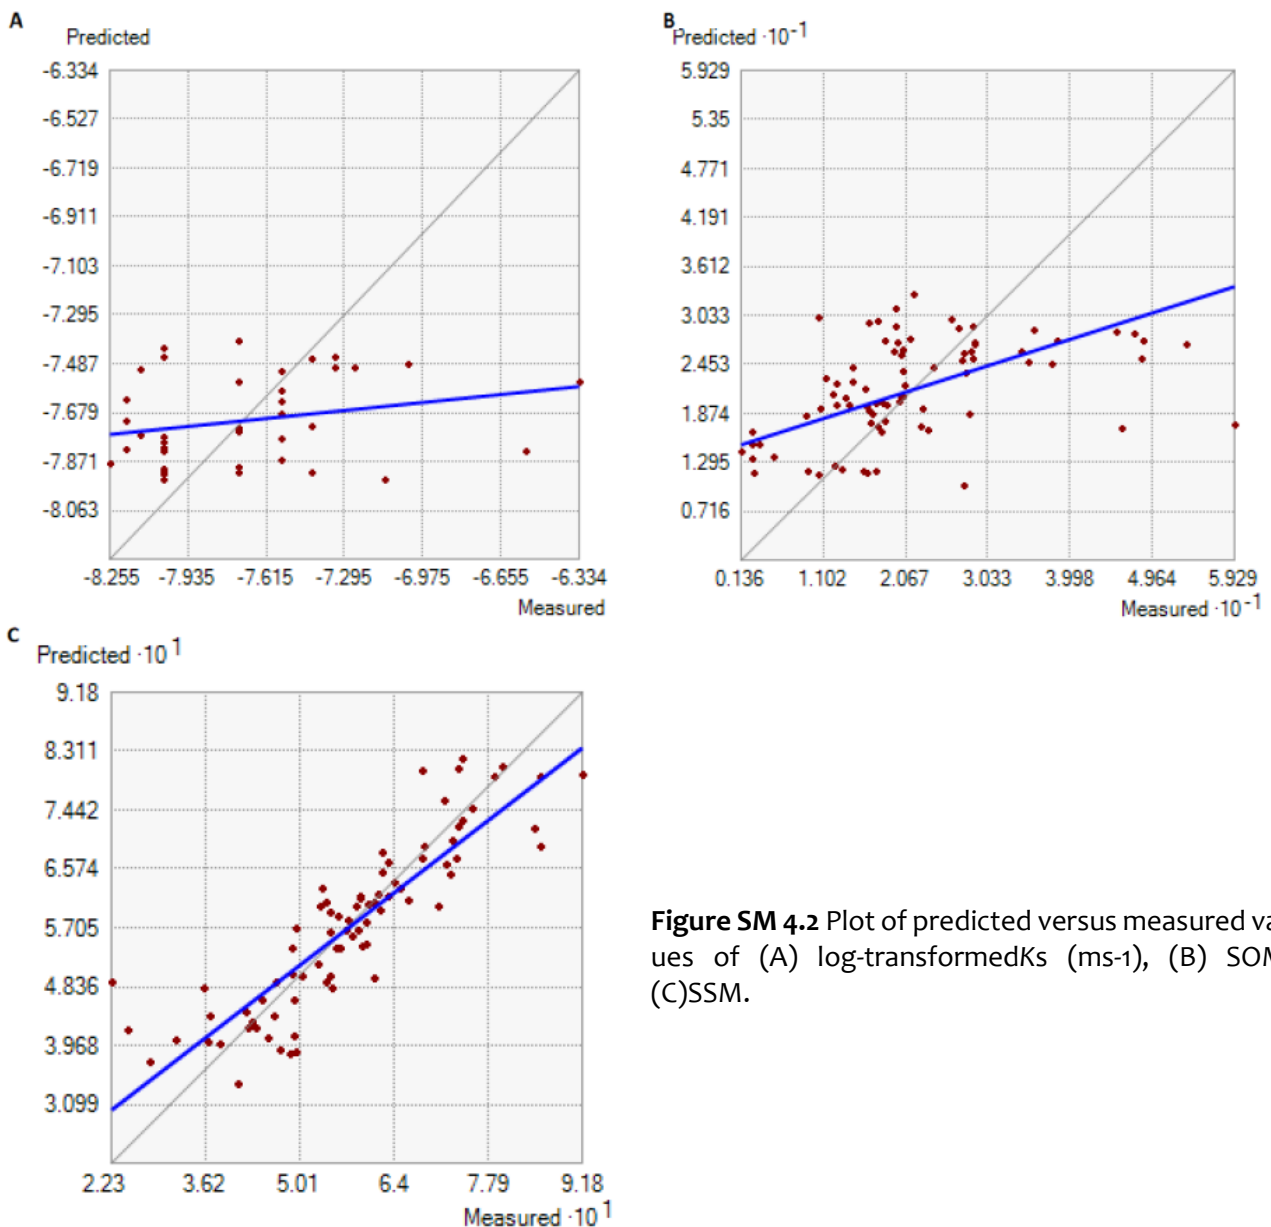 A
Predicted
-6.334
-6.527
-6.719
-6.911
-7.103
-7.295
-7.487
-7.679
-7.871
-8.063
-8.255 -7.935 -7.615 -7.295 -6.975 -6.655 -6.334
Measured
B
Predicted ·10-1
5.929
5.35
4.771
4.191
3.612
3.033
2.453
1.874
1.295
0.716
0.136 1.102 2.067 3.033 3.998 4.964 5.929
Measured ·10-1
C
Predicted ·10 1
9.18
8.311
7.442
6.574
5.705
4.836
3.968
3.099
2.23 3.62 5.01 6.4 7.79 9.18
Measured ·10 1
Figure SM 4.2 Plot of predicted versus measured va
ues of (A) log-transformedKs (ms-1), (B) SOM
(C)SSM.